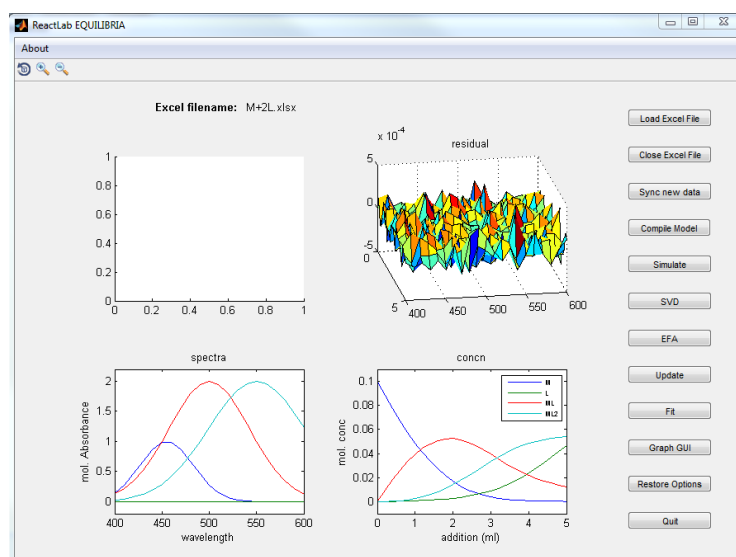 ReactLab EQUILIBRIA
About
Excel filename: M+2L.xlsx
Load Excel File
Close Excel File
Sync new data
Compile Model
Simulate
SVD
EFA
Update
Fit
Graph GUI
Restore Options
Quit
1
0.8
0.6
0.4
0.2
0
0 0.2 0.4 0.6 0.8 1
x 10^-4
residual
5
0
-5
0
5
400 450 500 550 600
spectra
mol. Absorbance
2
1.5
1
0.5
0
400 450 500 550 600
wavelength
concn
mol. conc
0.1
0.08
0.06
0.04
0.02
0
0 1 2 3 4 5
addition (ml)
M
L
ML
ML2